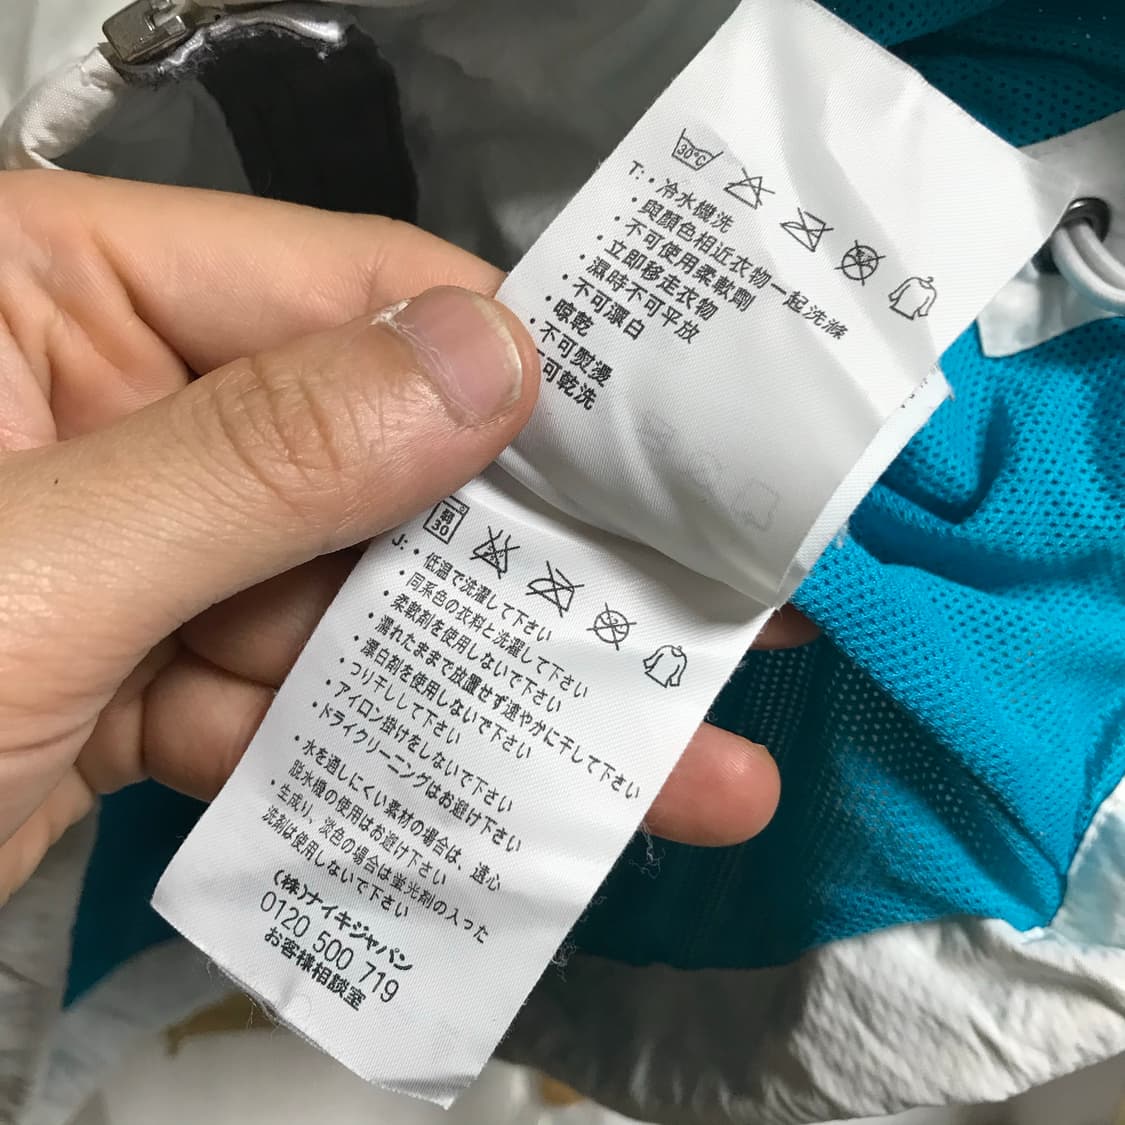 30°C
T: • 冷水機洗
• 與顏色相近衣物一起洗滌
• 不可使用柔軟劑
• 立即移走衣物
• 濕時不可平放
• 不可漂白
• 晾乾
• 不可熨燙
可乾洗
弱
30
J: • 低温で洗濯して下さい
• 同系色の衣料と洗濯して下さい
• 柔軟剤を使用しないで下さい
• 濡れたままで放置せず速やかに干して下さい
• 漂白剤を使用しないで下さい
• つり干しして下さい
• アイロン掛けをしないで下さい
• ドライクリーニングはお避け下さい
• 水を通しにくい素材の場合は、遠心
脱水機の使用はお避け下さい
• 生成り、淡色の場合は蛍光剤の入った
洗剤は使用しないで下さい
(株)ナイキジャパン
0120 500 719
お客様相談室